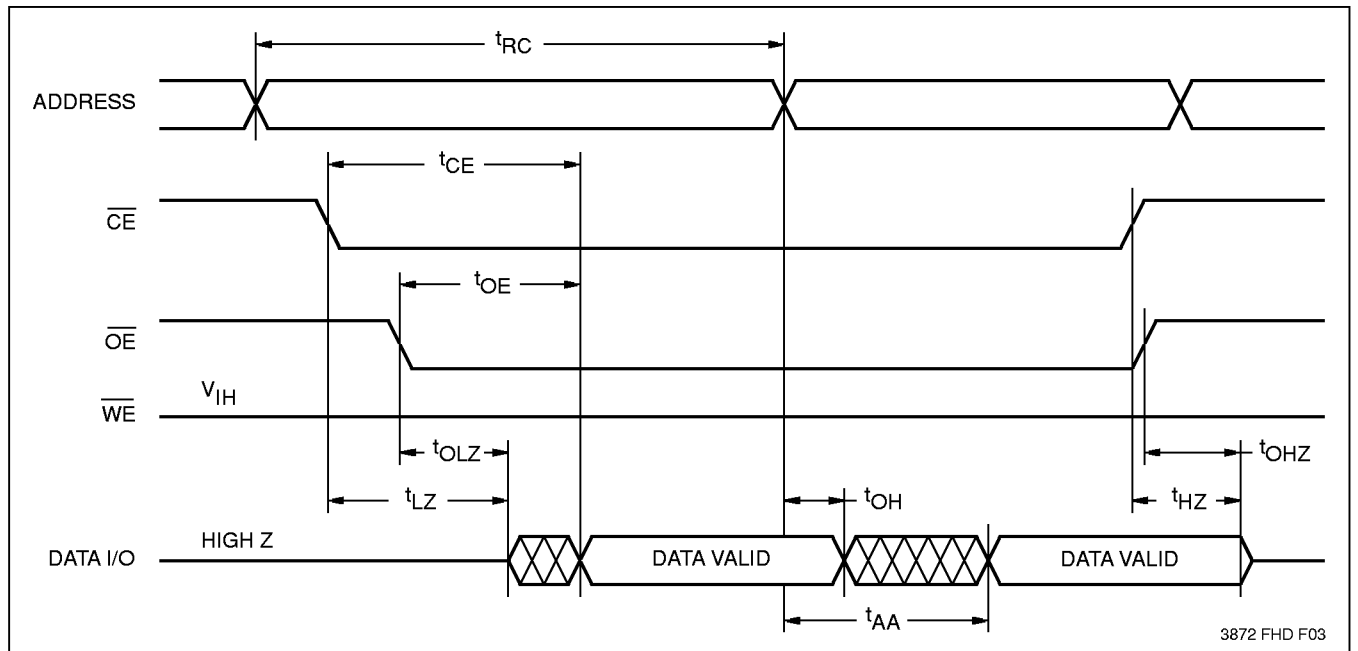 tRC
ADDRESS
tCE
CE
tOE
OE
VIH
WE
tOLZ
tOHZ
tLZ
tOH
tHZ
HIGH Z
DATA I/O
DATA VALID
DATA VALID
tAA
3872 FHD F03